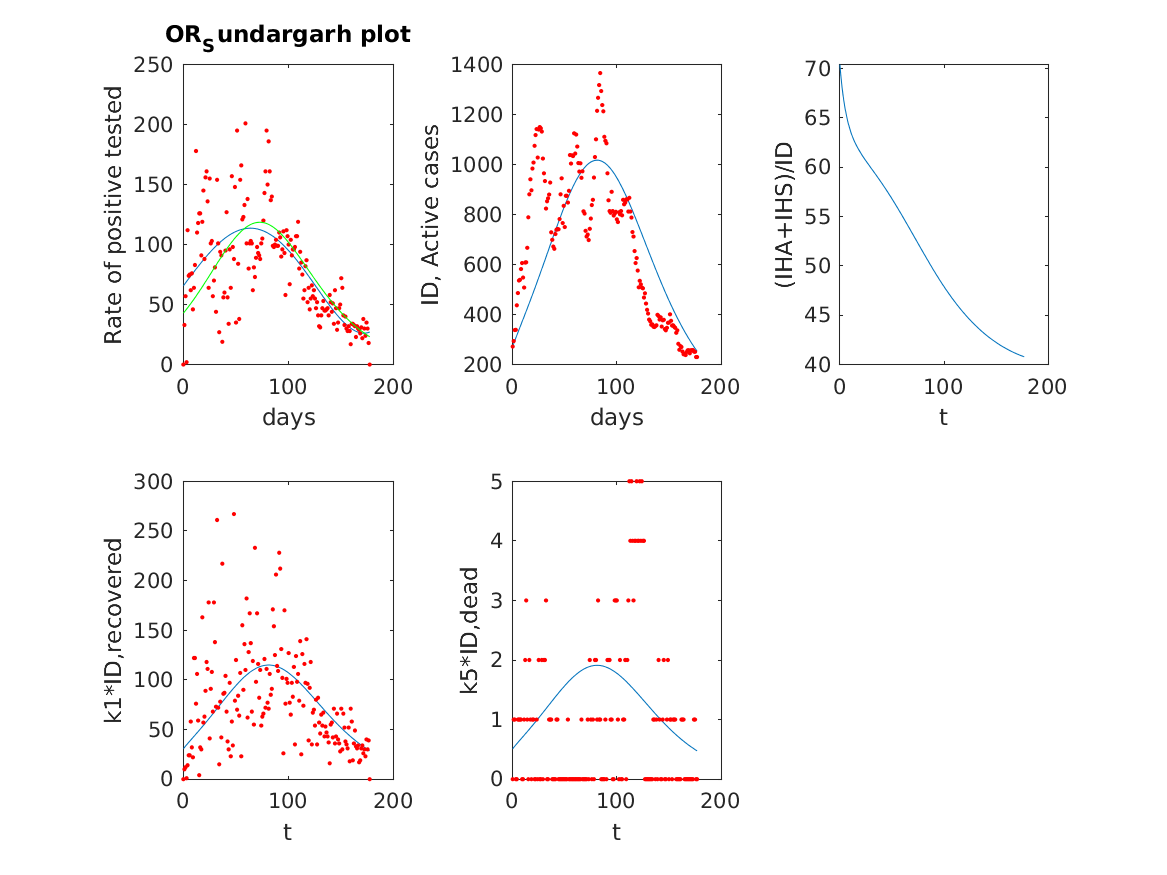 OR_Sundargarh plot
250
200
150
100
50
0
Rate of positive tested
0 100 200
days
1400
1200
1000
800
600
400
200
ID, Active cases
0 100 200
days
70
65
60
55
50
45
40
(IHA+IHS)/ID
0 100 200
t
300
250
200
150
100
50
0
k1*ID,recovered
0 100 200
t
5
4
3
2
1
0
k5*ID,dead
0 100 200
t